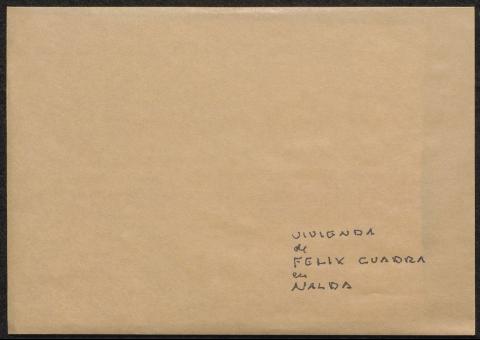 VIVIENDA
de
FELIX CUADRA
en
NALDA